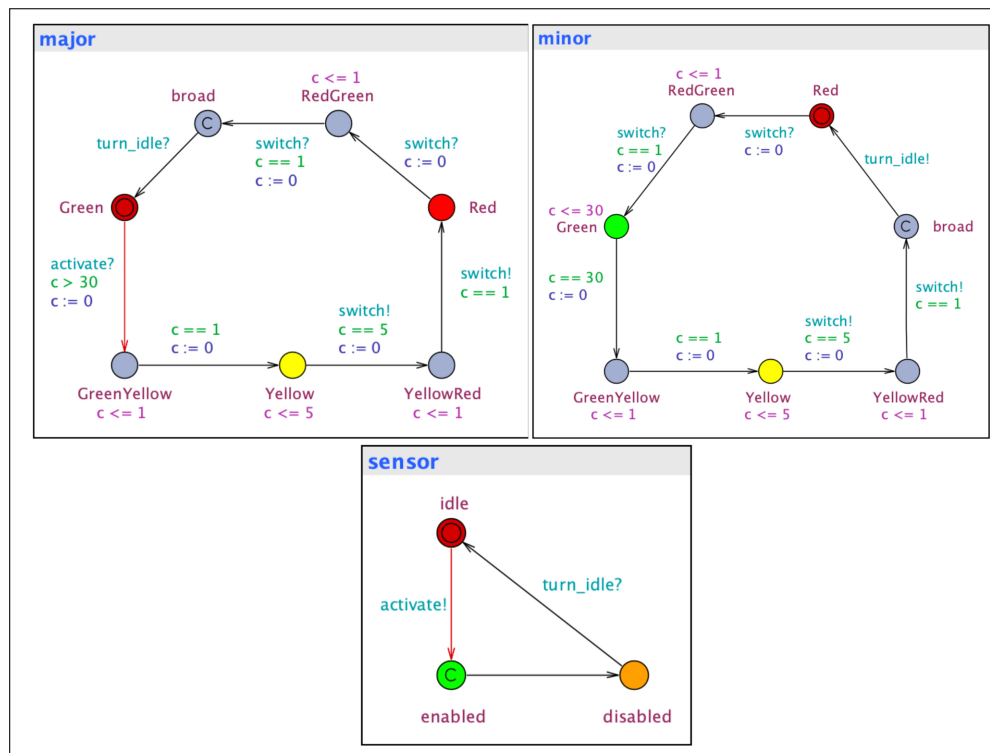 major
c <= 1
broad
RedGreen
C
turn_idle?
switch?
c == 1
c := 0
switch?
c := 0
Green
Red
activate?
c > 30
c := 0
switch!
c == 1
c == 1
c := 0
switch!
c == 5
c := 0
GreenYellow
c <= 1
Yellow
c <= 5
YellowRed
c <= 1
minor
c <= 1
RedGreen
Red
switch?
c == 1
c := 0
switch?
c := 0
turn_idle!
c <= 30
Green
C
broad
c == 30
c := 0
switch!
c == 1
c == 1
c := 0
switch!
c == 5
c := 0
GreenYellow
c <= 1
Yellow
c <= 5
YellowRed
c <= 1
sensor
idle
turn_idle?
activate!
C
enabled
disabled